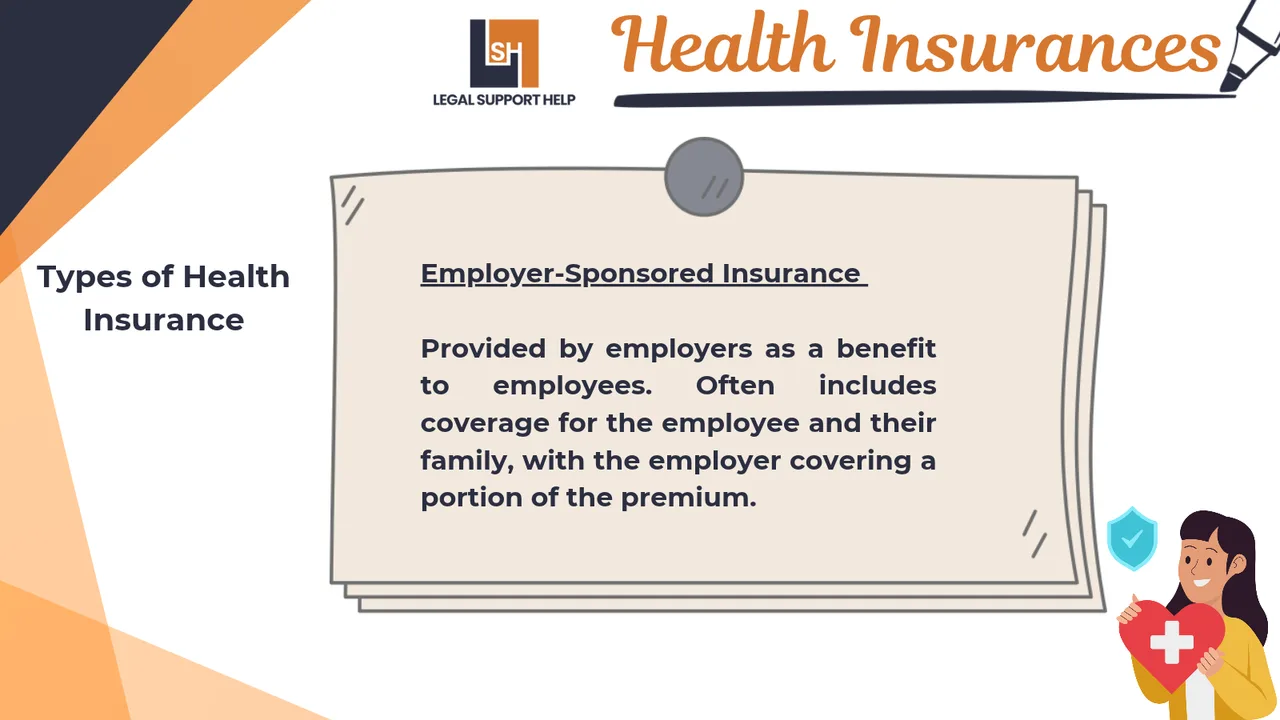 SH
LEGAL SUPPORT HELP
Health Insurances
Types of Health
Insurance
Employer-Sponsored Insurance
Provided by employers as a benefit
to employees. Often includes
coverage for the employee and their
family, with the employer covering a
portion of the premium.